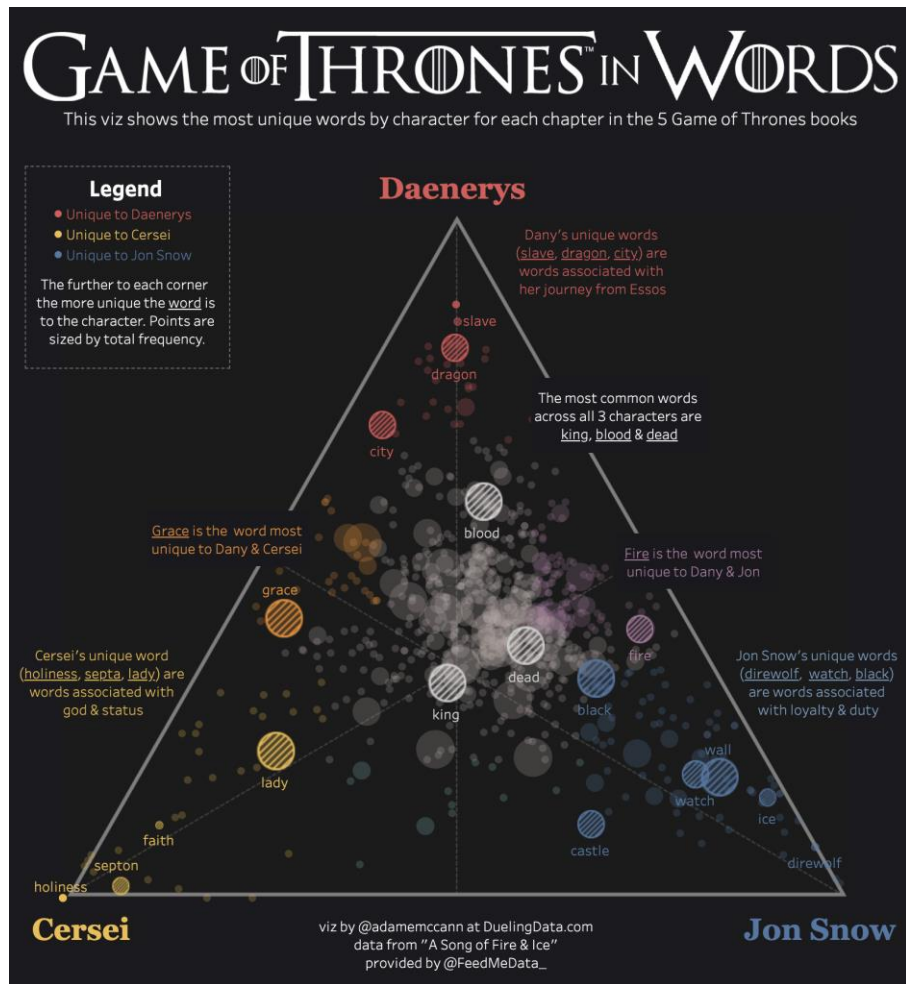 GAME OF THRONES™ IN WORDS
This viz shows the most unique words by character for each chapter in the 5 Game of Thrones books
Legend
Unique to Daenerys
Unique to Cersei
Unique to Jon Snow
The further to each corner
the more unique the word is
to the character. Points are
sized by total frequency.
Daenerys
Dany's unique words
(slave, dragon, city) are
words associated with
her journey from Essos
slave
dragon
The most common words
across all 3 characters are
king, blood & dead
city
blood
Grace is the word most
unique to Dany & Cersei
Fire is the word most
unique to Dany & Jon
grace
fire
Cersei's unique word
(holiness, septa, lady) are
words associated with
god & status
Jon Snow's unique words
(direwolf, watch, black)
are words associated
with loyalty & duty
dead
king
black
wall
lady
watch
ice
faith
castle
septon
direwolf
holiness
Cersei
viz by @adamemccann at DuelingData.com
data from "A Song of Fire & Ice"
provided by @FeedMeData_
Jon Snow